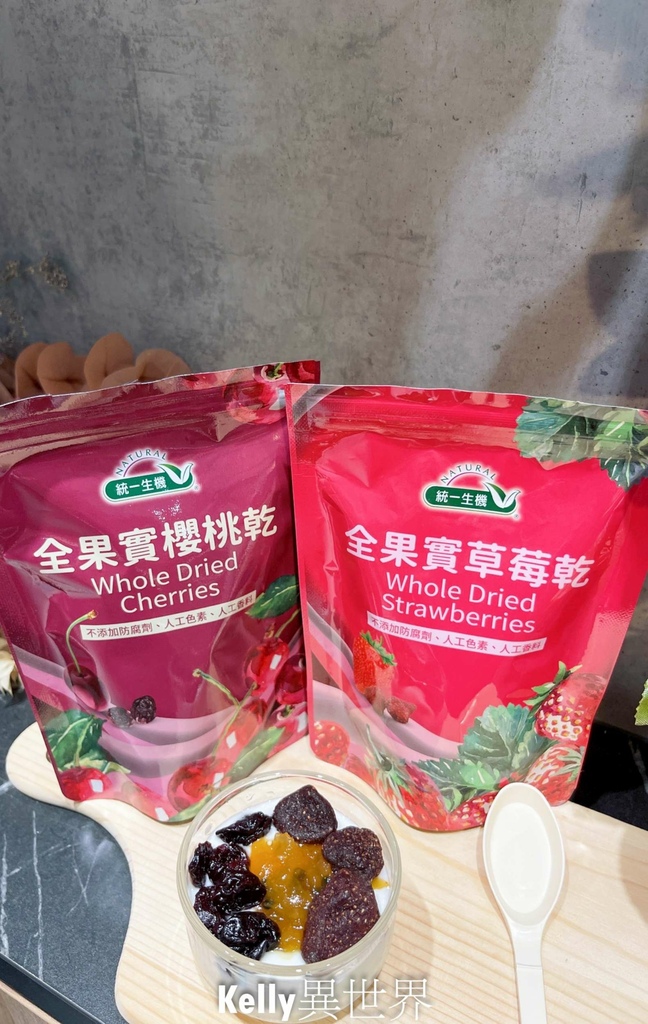 NATURAL
統一生機
全果實櫻桃乾
Whole Dried
Cherries
不添加防腐劑、人工色素、人工香料
NATURAL
統一生機
全果實草莓乾
Whole Dried
Strawberries
不添加防腐劑、人工色素、人工香料
Kelly異世界